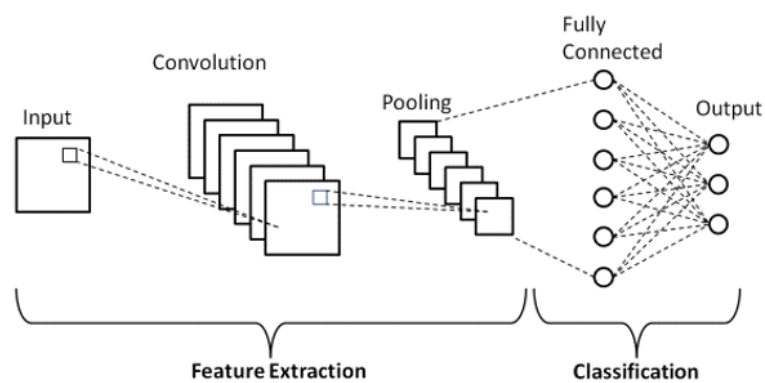 Input
Convolution
Pooling
Fully
Connected
Output
Feature Extraction
Classification